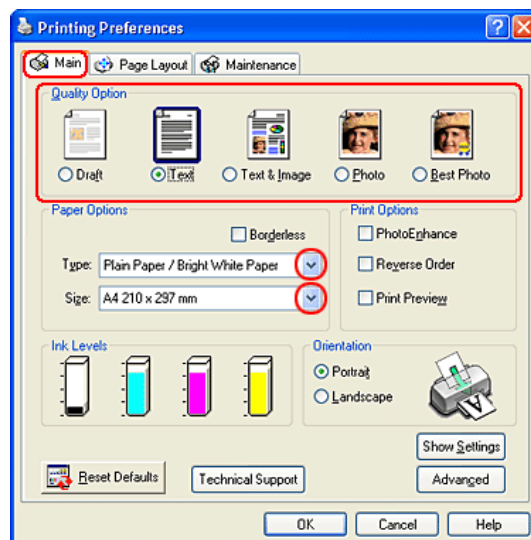 Printing Preferences
Main Page Layout Maintenance
Quality Option
Draft Text Text & Image Photo Best Photo
Paper Options
Borderless
Type: Plain Paper / Bright White Paper
Size: A4 210 x 297 mm
Print Options
PhotoEnhance
Reverse Order
Print Preview
Ink Levels
Orientation
Portrait
Landscape
A
Show Settings
Reset Defaults Technical Support Advanced
OK Cancel Help